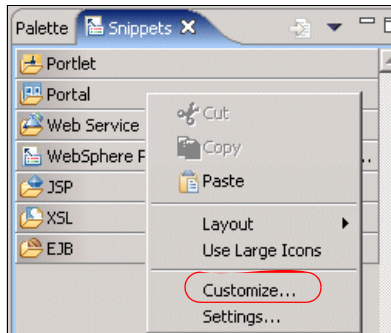 Palette Snippets
Portlet
Portal
Web Service
WebSphere P ..
JSP
XSL
EJB
Cut
Copy
Paste
Layout
Use Large Icons
Customize...
Settings...